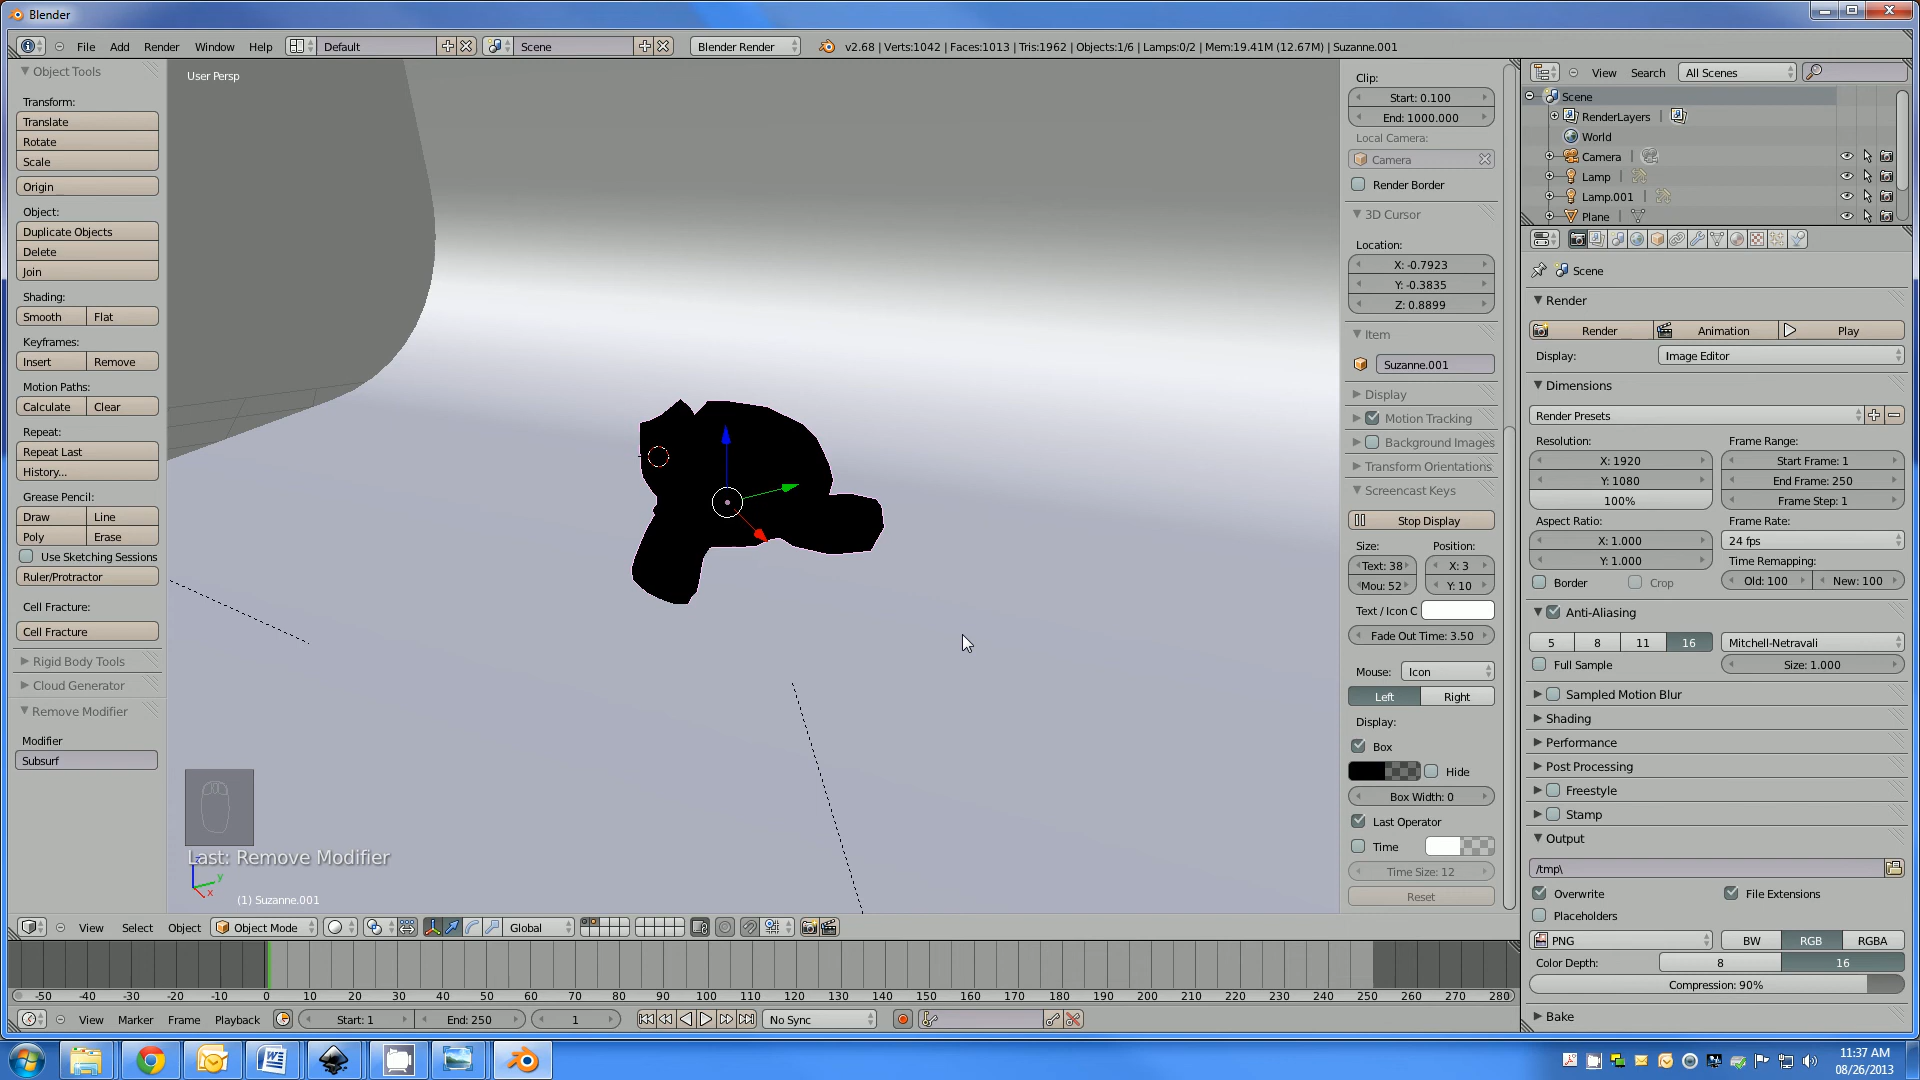 Blender
File Add Render Window Help Default Scene Blender Render v2.68 | Verts:1042 | Faces:1013 | Tris:1962 | Objects:1/6 | Lamps:0/2 | Mem:19.41M (12.67M) | Suzanne.001
Object Tools
Transform:
Translate
Rotate
Scale
Origin
Object:
Duplicate Objects
Delete
Join
Shading:
Smooth Flat
Keyframes:
Insert Remove
Motion Paths:
Calculate Clear
Repeat:
Repeat Last
History...
Grease Pencil:
Draw Line
Poly Erase
Use Sketching Sessions
Ruler/Protractor
Cell Fracture:
Cell Fracture
Rigid Body Tools
Cloud Generator
Remove Modifier
Modifier
Subsurf
User Persp
Last: Remove Modifier
z
y
x
(1) Suzanne.001
Clip:
Start: 0.100
End: 1000.000
Local Camera:
Camera
Render Border
3D Cursor
Location:
X: -0.7923
Y: -0.3835
Z: 0.8899
Item
Suzanne.001
Display
Motion Tracking
Background Images
Transform Orientations
Screencast Keys
Stop Display
Size: Position:
Text: 38 X: 3
Mou: 52 Y: 10
Text / Icon C
Fade Out Time: 3.50
Mouse: Icon
Left Right
Display:
Box
Hide
Box Width: 0
Last Operator
Time
Time Size: 12
Reset
View Search All Scenes
Scene
RenderLayers
World
Camera
Lamp
Lamp.001
Plane
Scene
Render
Render Animation Play
Display: Image Editor
Dimensions
Render Presets
Resolution: Frame Range:
X: 1920 Start Frame: 1
Y: 1080 End Frame: 250
100% Frame Step: 1
Aspect Ratio: Frame Rate:
X: 1.000 24 fps
Y: 1.000 Time Remapping:
Border Crop Old: 100 New: 100
Anti-Aliasing
5 8 11 16 Mitchell-Netravali
Full Sample Size: 1.000
Sampled Motion Blur
Shading
Performance
Post Processing
Freestyle
Stamp
Output
/tmp\
Overwrite File Extensions
Placeholders
PNG BW RGB RGBA
Color Depth: 8 16
Compression: 90%
Bake
View Select Object Object Mode Global
-50 -40 -30 -20 -10 0 10 20 30 40 50 60 70 80 90 100 110 120 130 140 150 160 170 180 190 200 210 220 230 240 250 260 270 280
View Marker Frame Playback Start: 1 End: 250 1 No Sync
11:37 AM
08/26/2013